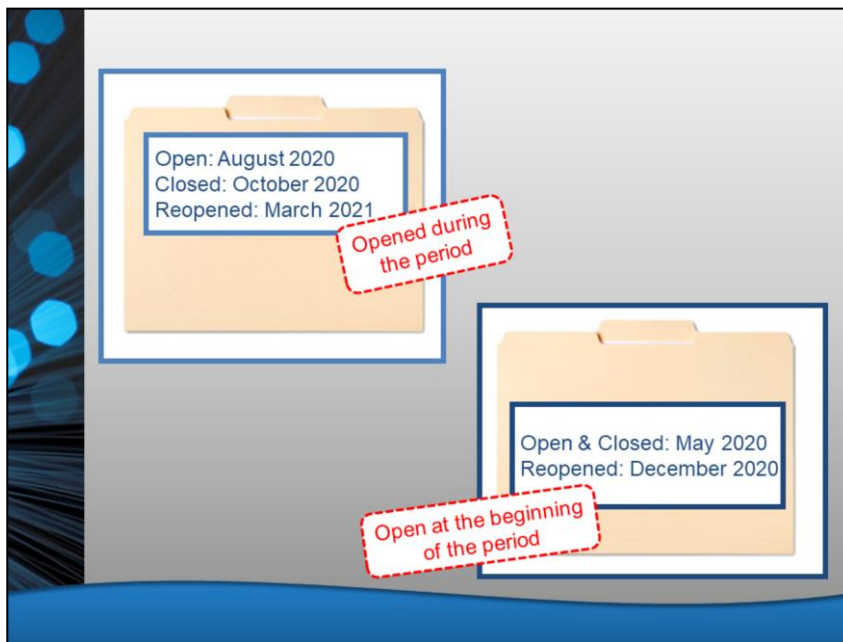 Open: August 2020
Closed: October 2020
Reopened: March 2021
Opened during
the period
Open & Closed: May 2020
Reopened: December 2020
Open at the beginning
of the period